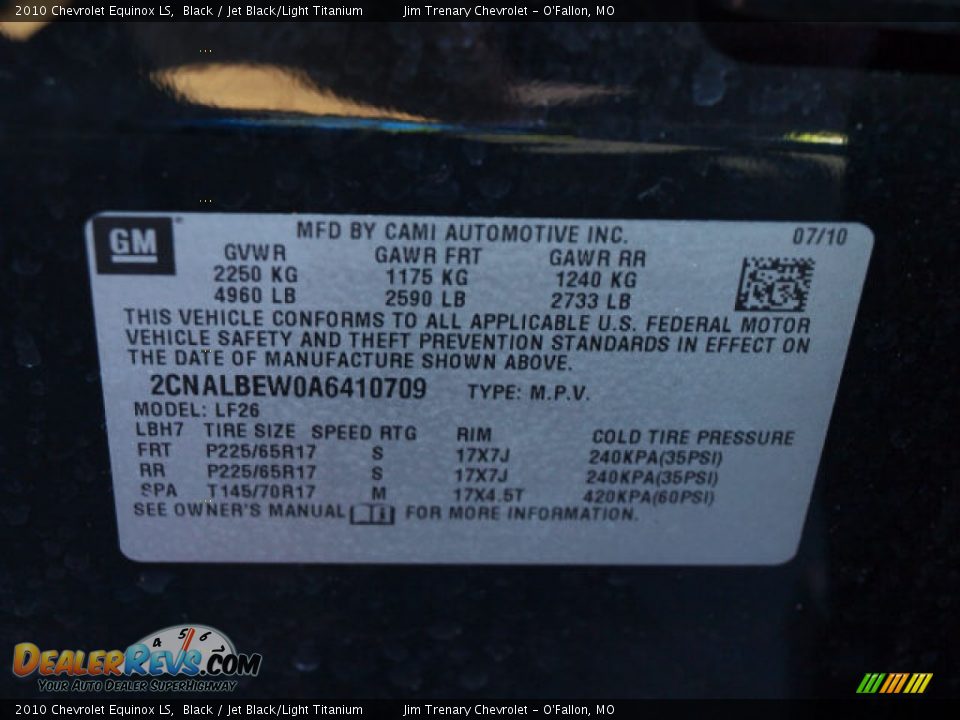 2010 Chevrolet Equinox LS, Black / Jet Black/Light Titanium Jim Trenary Chevrolet - O'Fallon, MO
GM
MFD BY CAMI AUTOMOTIVE INC. 07/10
GVWR GAWR FRT GAWR RR
2250 KG 1175 KG 1240 KG
4960 LB 2590 LB 2733 LB
THIS VEHICLE CONFORMS TO ALL APPLICABLE U.S. FEDERAL MOTOR
VEHICLE SAFETY AND THEFT PREVENTION STANDARDS IN EFFECT ON
THE DATE OF MANUFACTURE SHOWN ABOVE.
2CNALBEW0A6410709 TYPE: M.P.V.
MODEL: LF26
LBH7 TIRE SIZE SPEED RTG RIM COLD TIRE PRESSURE
FRT P225/65R17 S 17X7J 240KPA(35PSI)
RR P225/65R17 S 17X7J 240KPA(35PSI)
SPA T145/70R17 M 17X4.5T 420KPA(60PSI)
SEE OWNER'S MANUAL FOR MORE INFORMATION.
4 5 6
DEALERREVS.COM
YOUR AUTO DEALER SUPERHIGHWAY
2010 Chevrolet Equinox LS, Black / Jet Black/Light Titanium Jim Trenary Chevrolet - O'Fallon, MO